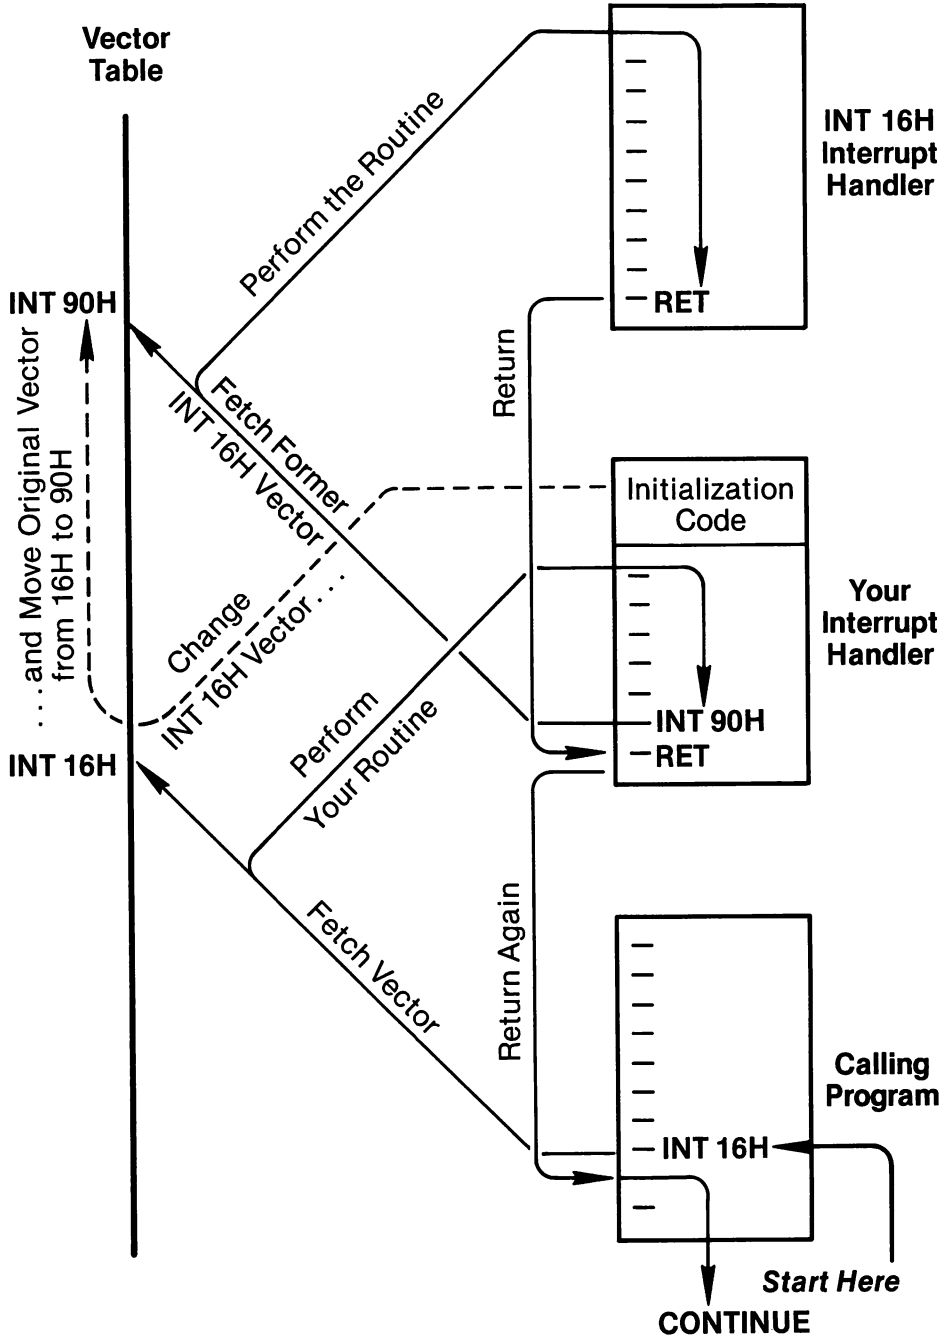 Vector
Table
INT 16H
Interrupt
Handler
Perform the Routine
RET
INT 90H
Return
Fetch Former
INT 16H Vector
...and Move Original Vector
from 16H to 90H
Initialization
Code
Change
INT 16H Vector...
Your
Interrupt
Handler
Perform
Your Routine
INT 90H
RET
INT 16H
Fetch Vector
Return Again
Calling
Program
INT 16H
Start Here
CONTINUE